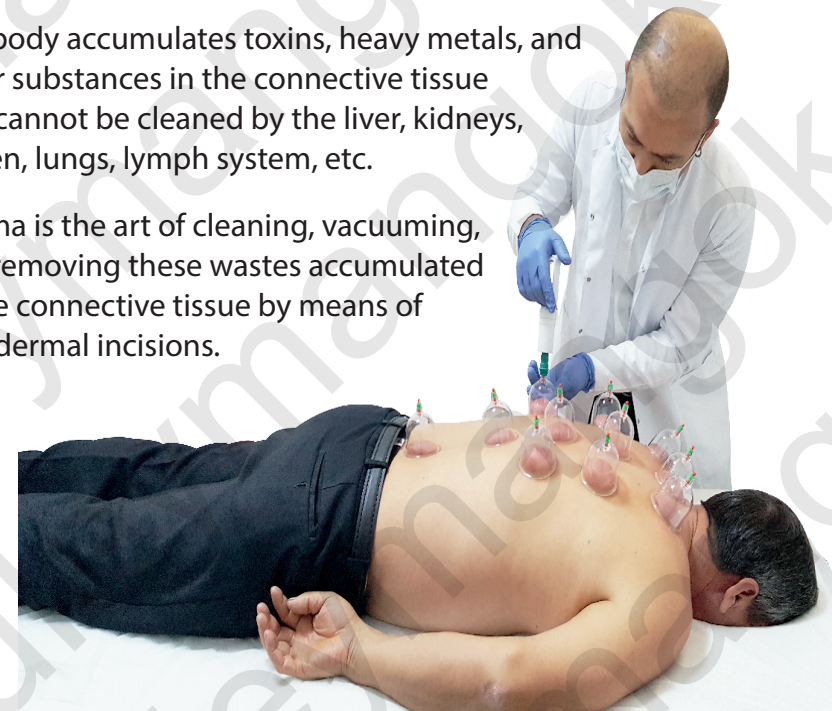 body accumulates toxins, heavy metals, and
substances in the connective tissue
cannot be cleaned by the liver, kidneys,
lungs, lymph system, etc.
is the art of cleaning, vacuuming,
removing these wastes accumulated
connective tissue by means of
dermal incisions.